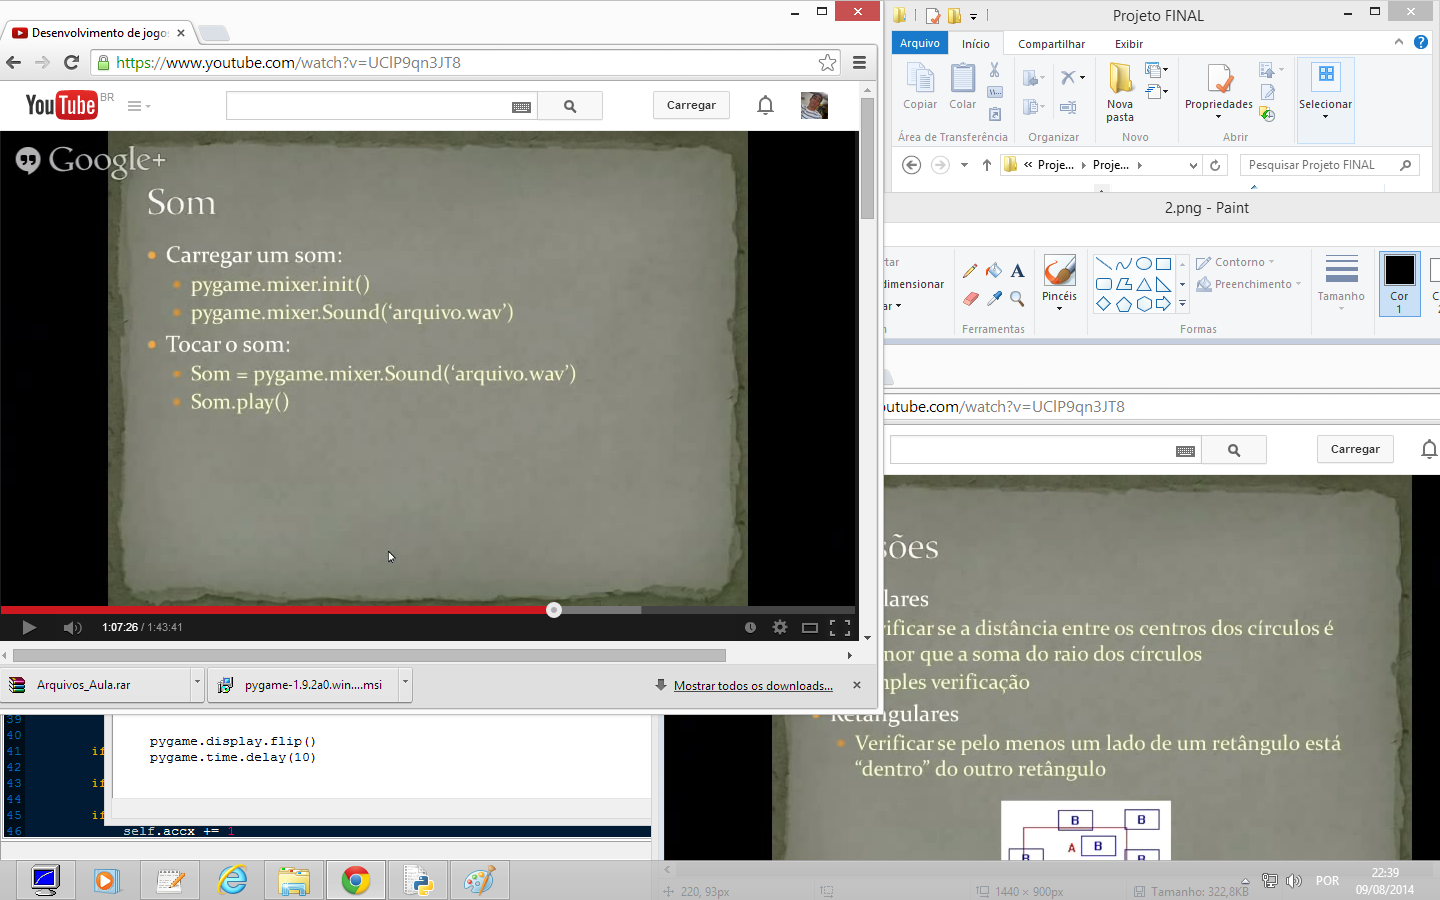 Desenvolvimento de jogos
https://www.youtube.com/watch?v=UClP9qn3JT8
YouTube BR
Carregar
Google+
Som
Carregar um som:
pygame.mixer.init()
pygame.mixer.Sound(‘arquivo.wav’)
Tocar o som:
Som = pygame.mixer.Sound(‘arquivo.wav’)
Som.play()
1:07:26 / 1:43:41
Arquivos_Aula.rar
pygame-1.9.2a0.win....msi
Mostrar todos os downloads...
Projeto FINAL
Arquivo Início Compartilhar Exibir
Copiar Colar
Nova pasta
Propriedades
Selecionar
Área de Transferência Organizar Novo Abrir
« Proje... Proje...
Pesquisar Projeto FINAL
2.png - Paint
rtar
dimensionar
ar
Pincéis
Contorno
Preenchimento
Tamanho
Cor
1
Ferramentas
Formas
outube.com/watch?v=UClP9qn3JT8
Carregar
sões
lares
rificar se a distância entre os centros dos círculos é
nor que a soma do raio dos círculos
mples verificação
Retangulares
Verificar se pelo menos um lado de um retângulo está
“dentro” do outro retângulo
B B
A B
B B
39
40
41 if
42
43 if
44
45 if
46 self.accx += 1
pygame.display.flip()
pygame.time.delay(10)
220, 93px
1440 × 900px
Tamanho: 322,8KB
POR
22:39
09/08/2014